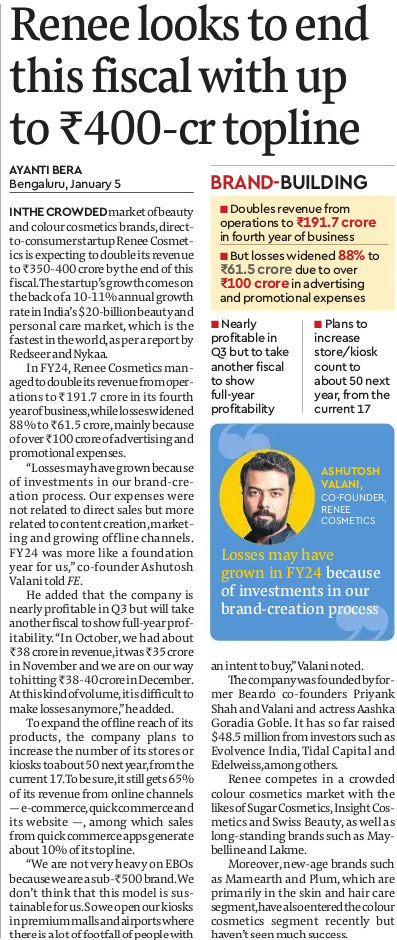 Renee looks to end
this fiscal with up
to ₹400-cr topline
AYANTI BERA
Bengaluru, January 5
IN THE CROWDED market of beauty
and colour cosmetics brands, direct-
to-consumer startup Renee Cosmet-
ics is expecting to double its revenue
to ₹350-400 crore by the end of this
fiscal. The startup's growth comes on
the back of a 10-11% annual growth
rate in India's $20-billion beauty and
personal care market, which is the
fastest in the world, as per a report by
Redseer and Nykaa.
In FY24, Renee Cosmetics man-
aged to double its revenue from oper-
ations to ₹191.7 crore in its fourth
year of business, while losses widened
88% to ₹61.5 crore, mainly because
of over ₹100 crore of advertising and
promotional expenses.
"Losses may have grown because
of investments in our brand-cre-
ation process. Our expenses were
not related to direct sales but more
related to content creation, market-
ing and growing offline channels.
FY24 was more like a foundation
year for us," co-founder Ashutosh
Valani told FE.
He added that the company is
nearly profitable in Q3 but will take
another fiscal to show full-year prof-
itability. "In October, we had about
₹38 crore in revenue, it was ₹35 crore
in November and we are on our way
to hitting ₹38-40 crore in December.
At this kind of volume, it is difficult to
make losses anymore," he added.
To expand the offline reach of its
products, the company plans to
increase the number of its stores or
kiosks to about 50 next year, from the
current 17. To be sure, it still gets 65%
of its revenue from online channels
— e-commerce, quick commerce and
its website —, among which sales
from quick commerce apps generate
about 10% of its topline.
"We are not very heavy on EBOs
because we are a sub-₹500 brand. We
don't think that this model is sus-
tainable for us. So we open our kiosks
in premium malls and airports where
there is a lot of footfall of people with
BRAND-BUILDING
■ Doubles revenue from
operations to ₹191.7 crore
in fourth year of business
■ But losses widened 88% to
₹61.5 crore due to over
₹100 crore in advertising
and promotional expenses
■ Nearly
profitable in
Q3 but to take
another fiscal
to show
full-year
profitability
■ Plans to
increase
store/kiosk
count to
about 50 next
year, from the
current 17
ASHUTOSH
VALANI,
CO-FOUNDER,
RENEE
COSMETICS
Losses may have
grown in FY24 because
of investments in our
brand-creation process
an intent to buy," Valani noted.
The company was founded by for-
mer Beardo co-founders Priyank
Shah and Valani and actress Aashka
Goradia Goble. It has so far raised
$48.5 million from investors such as
Evolvence India, Tidal Capital and
Edelweiss, among others.
Renee competes in a crowded
colour cosmetics market with the
likes of Sugar Cosmetics, Insight Cos-
metics and Swiss Beauty, as well as
long-standing brands such as May-
belline and Lakme.
Moreover, new-age brands such
as Mamearth and Plum, which are
primarily in the skin and hair care
segment, have also entered the colour
cosmetics segment recently but
haven't seen much success.